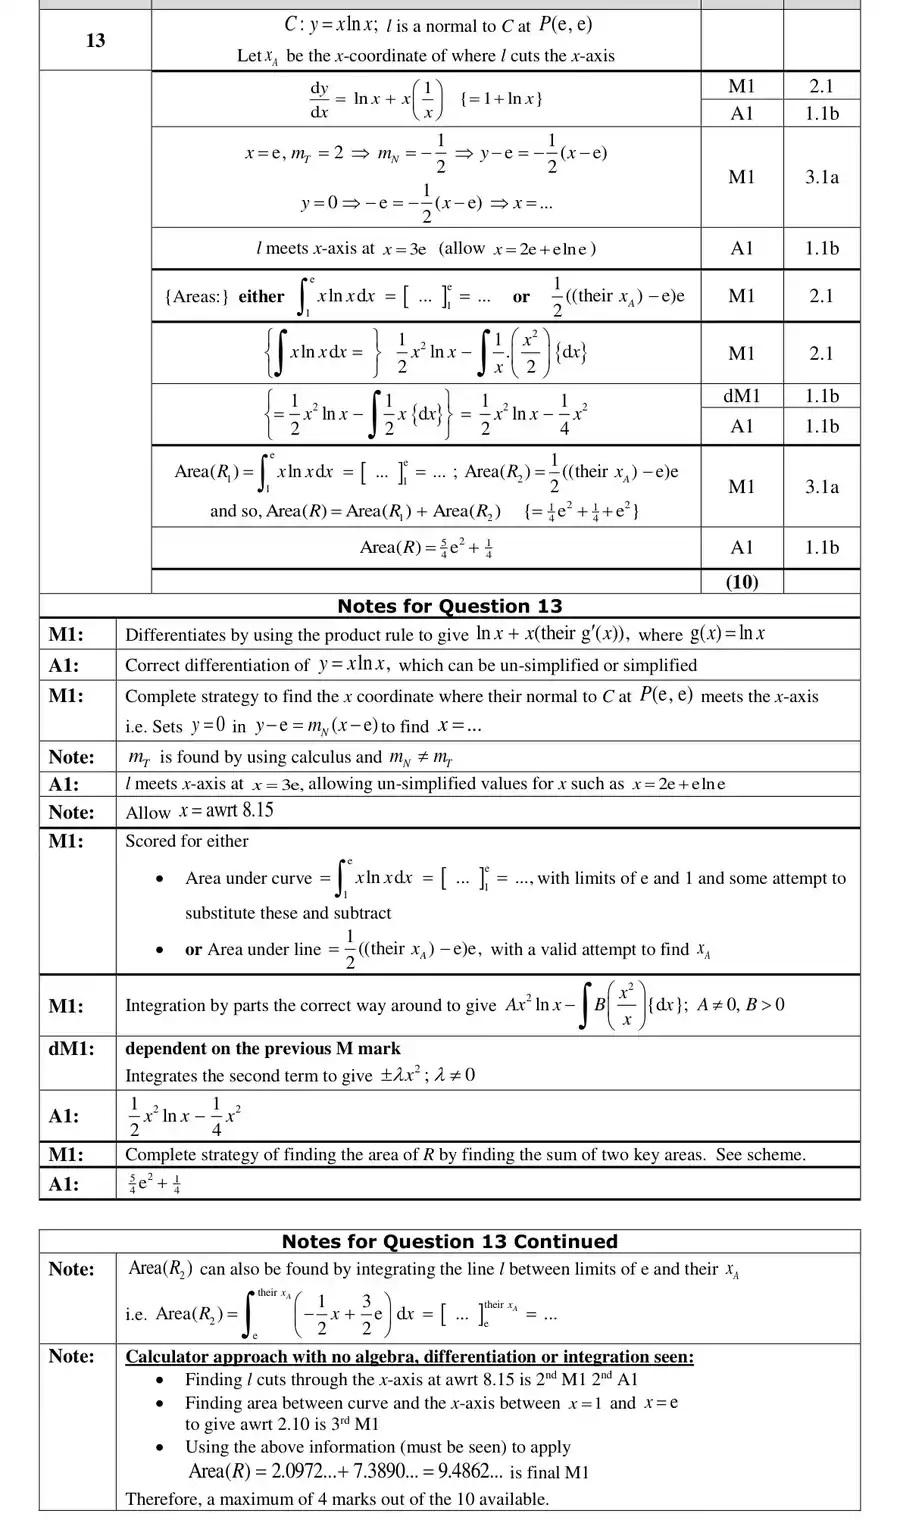 13
C: y = x ln x; l is a normal to C at P(e, e)
Let x_A be the x-coordinate of where l cuts the x-axis
dy/dx = ln x + x(1/x) {= 1 + ln x}
M1 2.1
A1 1.1b
x = e, m_T = 2 ⇒ m_N = −1/2 ⇒ y − e = −1/2(x − e)
y = 0 ⇒ −e = −1/2(x − e) ⇒ x = ...
M1 3.1a
l meets x-axis at x = 3e (allow x = 2e + e ln e) A1 1.1b
{Areas:} either ∫₁^e x ln x dx = [ ... ]₁^e = ... or 1/2((their x_A) − e)e M1 2.1
{∫ x ln x dx = } 1/2 x² ln x − ∫ 1/x . (x²/2) {dx} M1 2.1
{= 1/2 x² ln x − ∫ 1/2 x {dx}} = 1/2 x² ln x − 1/4 x²
dM1 1.1b
A1 1.1b
Area(R₁) = ∫₁^e x ln x dx = [ ... ]₁^e = ... ; Area(R₂) = 1/2((their x_A) − e)e
and so, Area(R) = Area(R₁) + Area(R₂) {= 1/4 e² + 1/4 + e²}
M1 3.1a
Area(R) = 5/4 e² + 1/4 A1 1.1b
(10)
Notes for Question 13
M1: Differentiates by using the product rule to give ln x + x(their g′(x)), where g(x) = ln x
A1: Correct differentiation of y = x ln x, which can be un-simplified or simplified
M1: Complete strategy to find the x coordinate where their normal to C at P(e, e) meets the x-axis
i.e. Sets y = 0 in y − e = m_N(x − e) to find x = ...
Note: m_T is found by using calculus and m_N ≠ m_T
A1: l meets x-axis at x = 3e, allowing un-simplified values for x such as x = 2e + e ln e
Note: Allow x = awrt 8.15
M1: Scored for either
• Area under curve = ∫₁^e x ln x dx = [ ... ]₁^e = ..., with limits of e and 1 and some attempt to
substitute these and subtract
• or Area under line = 1/2((their x_A) − e)e, with a valid attempt to find x_A
M1: Integration by parts the correct way around to give Ax² ln x − ∫ B(x²/x){dx}; A ≠ 0, B > 0
dM1: dependent on the previous M mark
Integrates the second term to give ±λx²; λ ≠ 0
A1: 1/2 x² ln x − 1/4 x²
M1: Complete strategy of finding the area of R by finding the sum of two key areas. See scheme.
A1: 5/4 e² + 1/4
Notes for Question 13 Continued
Note: Area(R₂) can also be found by integrating the line l between limits of e and their x_A
i.e. Area(R₂) = ∫_e^(their x_A) (−1/2 x + 3/2 e) dx = [ ... ]_e^(their x_A) = ...
Note: Calculator approach with no algebra, differentiation or integration seen:
• Finding l cuts through the x-axis at awrt 8.15 is 2nd M1 2nd A1
• Finding area between curve and the x-axis between x = 1 and x = e
to give awrt 2.10 is 3rd M1
• Using the above information (must be seen) to apply
Area(R) = 2.0972...+ 7.3890... = 9.4862... is final M1
Therefore, a maximum of 4 marks out of the 10 available.